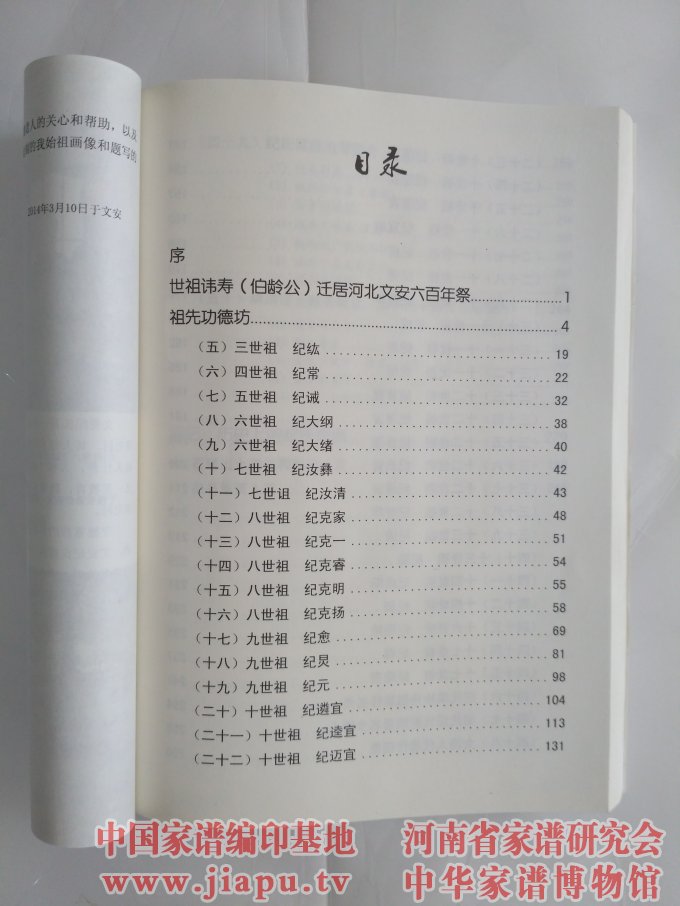 人的关心和帮助，以及
的我始祖画像和题写的
2014年3月10日于文安
目录
序
世祖讳寿（伯龄公）迁居河北文安六百年祭 1
祖先功德坊 4
（五）三世祖 纪纮 19
（六）四世祖 纪常 22
（七）五世祖 纪诫 32
（八）六世祖 纪大纲 38
（九）六世祖 纪大绪 40
（十）七世祖 纪汝彝 42
（十一）七世诅 纪汝清 43
（十二）八世祖 纪克家 48
（十三）八世祖 纪克一 51
（十四）八世祖 纪克睿 54
（十五）八世祖 纪克明 55
（十六）八世祖 纪克扬 58
（十七）九世祖 纪愈 69
（十八）九世祖 纪炅 81
（十九）九世祖 纪元 98
（二十）十世祖 纪遴宜 104
（二十一）十世祖 纪逵宜 113
（二十二）十世祖 纪迈宜 131
中国家谱编印基地 河南省家谱研究会
www.jiapu.tv 中华家谱博物馆